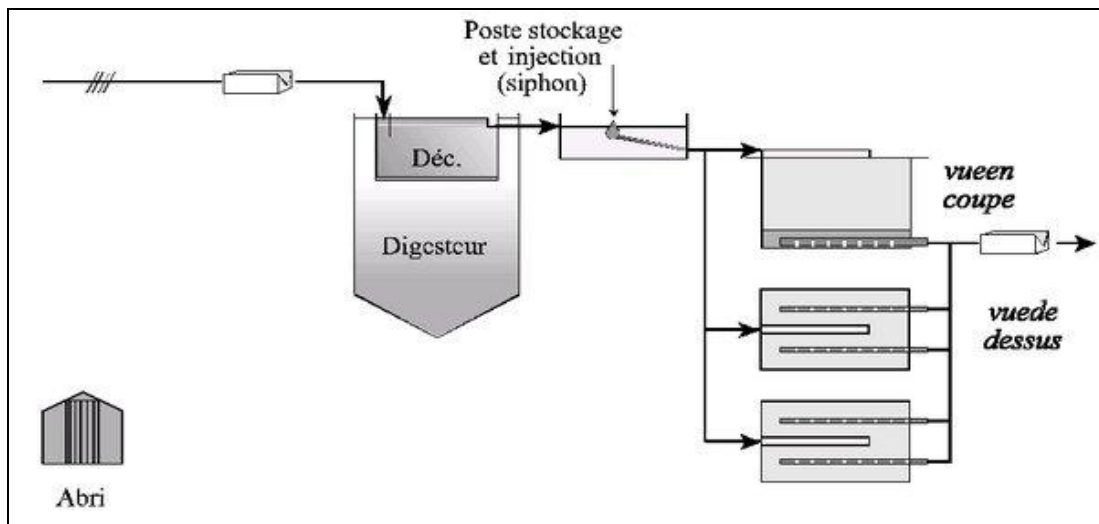 Poste stockage
et injection
(siphon)
Déc.
Digesteur
vueen
coupe
vuede
dessus
Abri